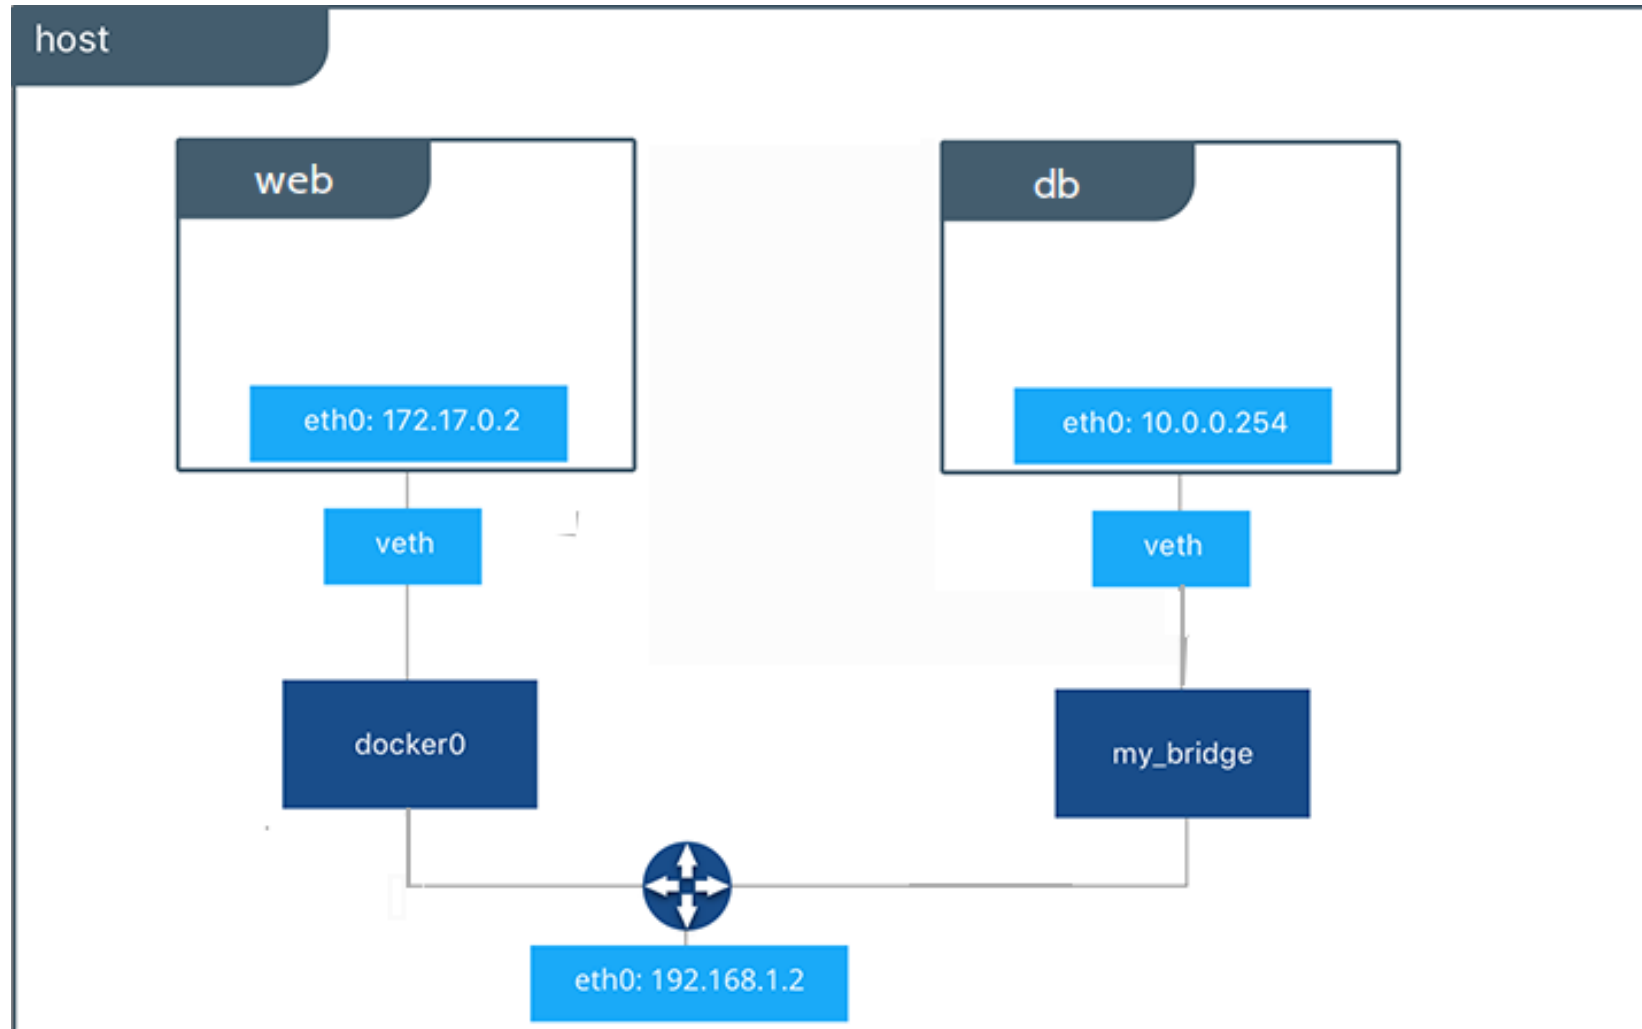 host
web
db
eth0: 172.17.0.2
eth0: 10.0.0.254
veth
veth
docker0
my_bridge
eth0: 192.168.1.2